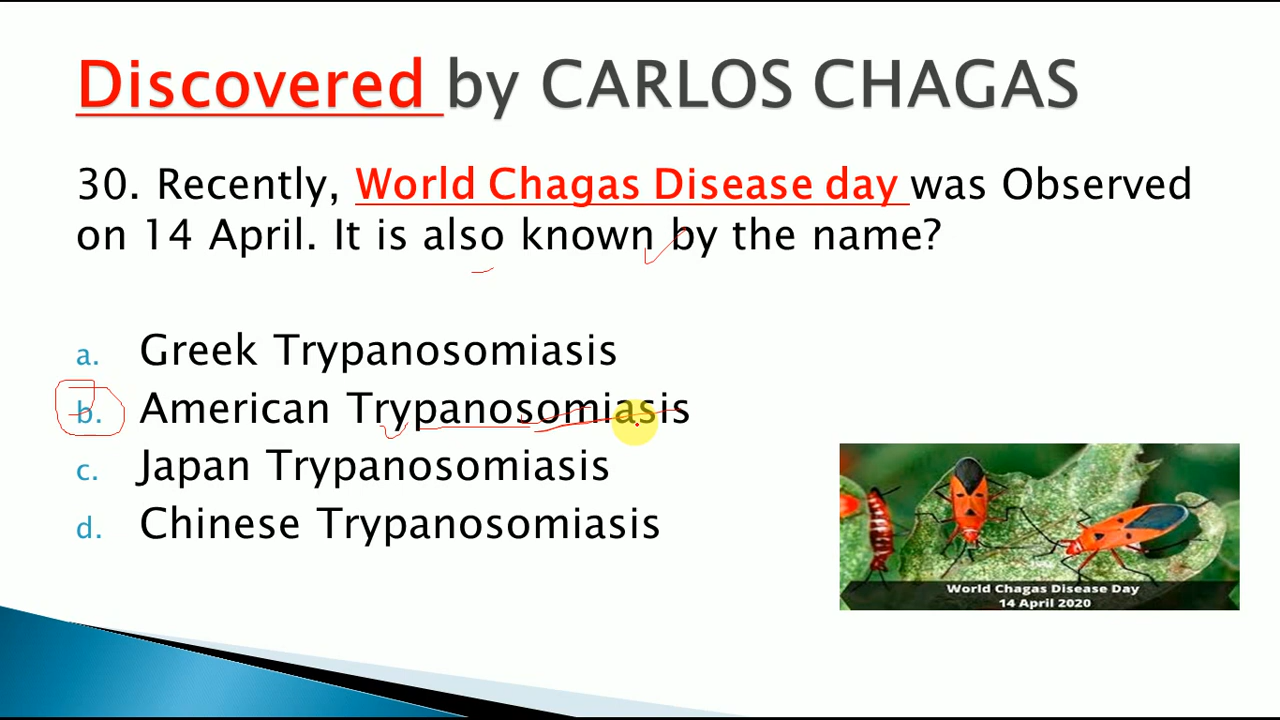 Discovered by CARLOS CHAGAS
30. Recently, World Chagas Disease day was Observed
on 14 April. It is also known by the name?
a. Greek Trypanosomiasis
b. American Trypanosomiasis
c. Japan Trypanosomiasis
d. Chinese Trypanosomiasis
World Chagas Disease Day
14 April 2020